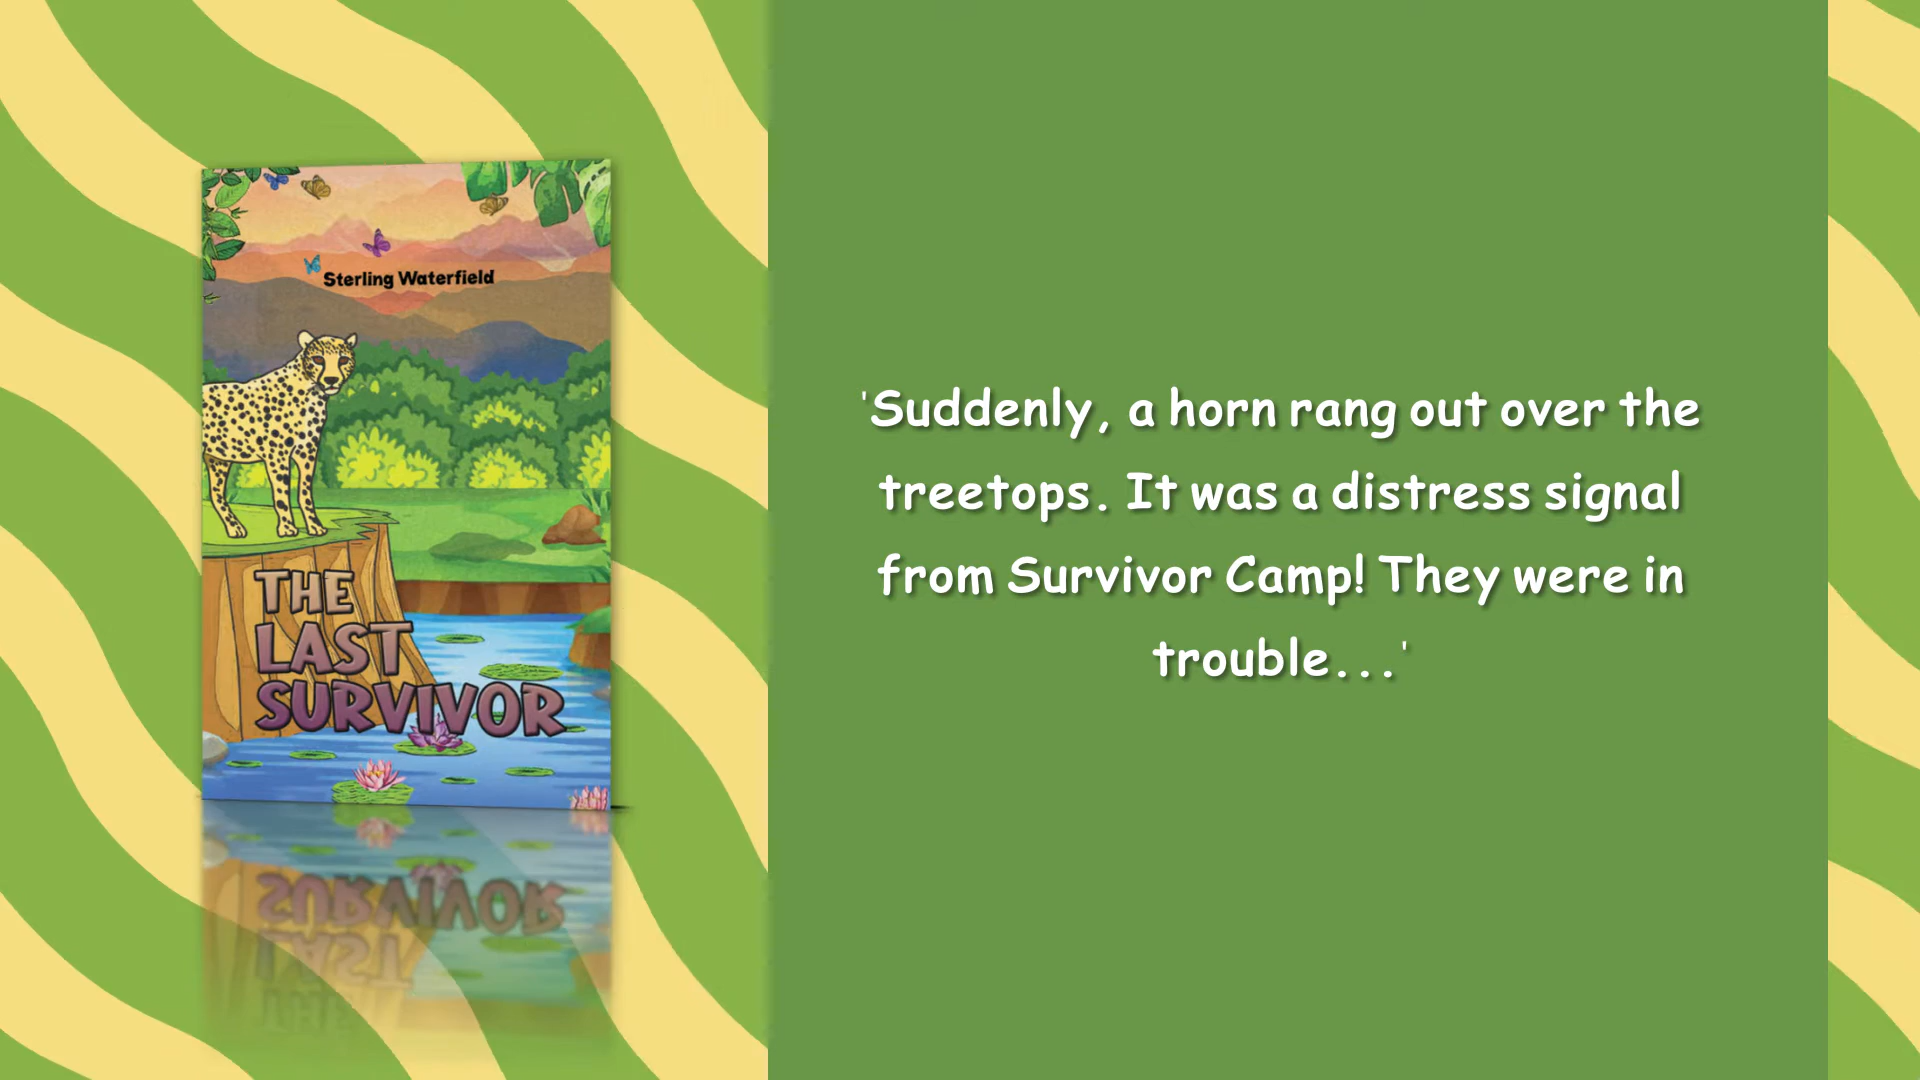 Sterling Waterfield
THE
LAST
SURVIVOR
'Suddenly, a horn rang out over the
treetops. It was a distress signal
from Survivor Camp! They were in
trouble...'